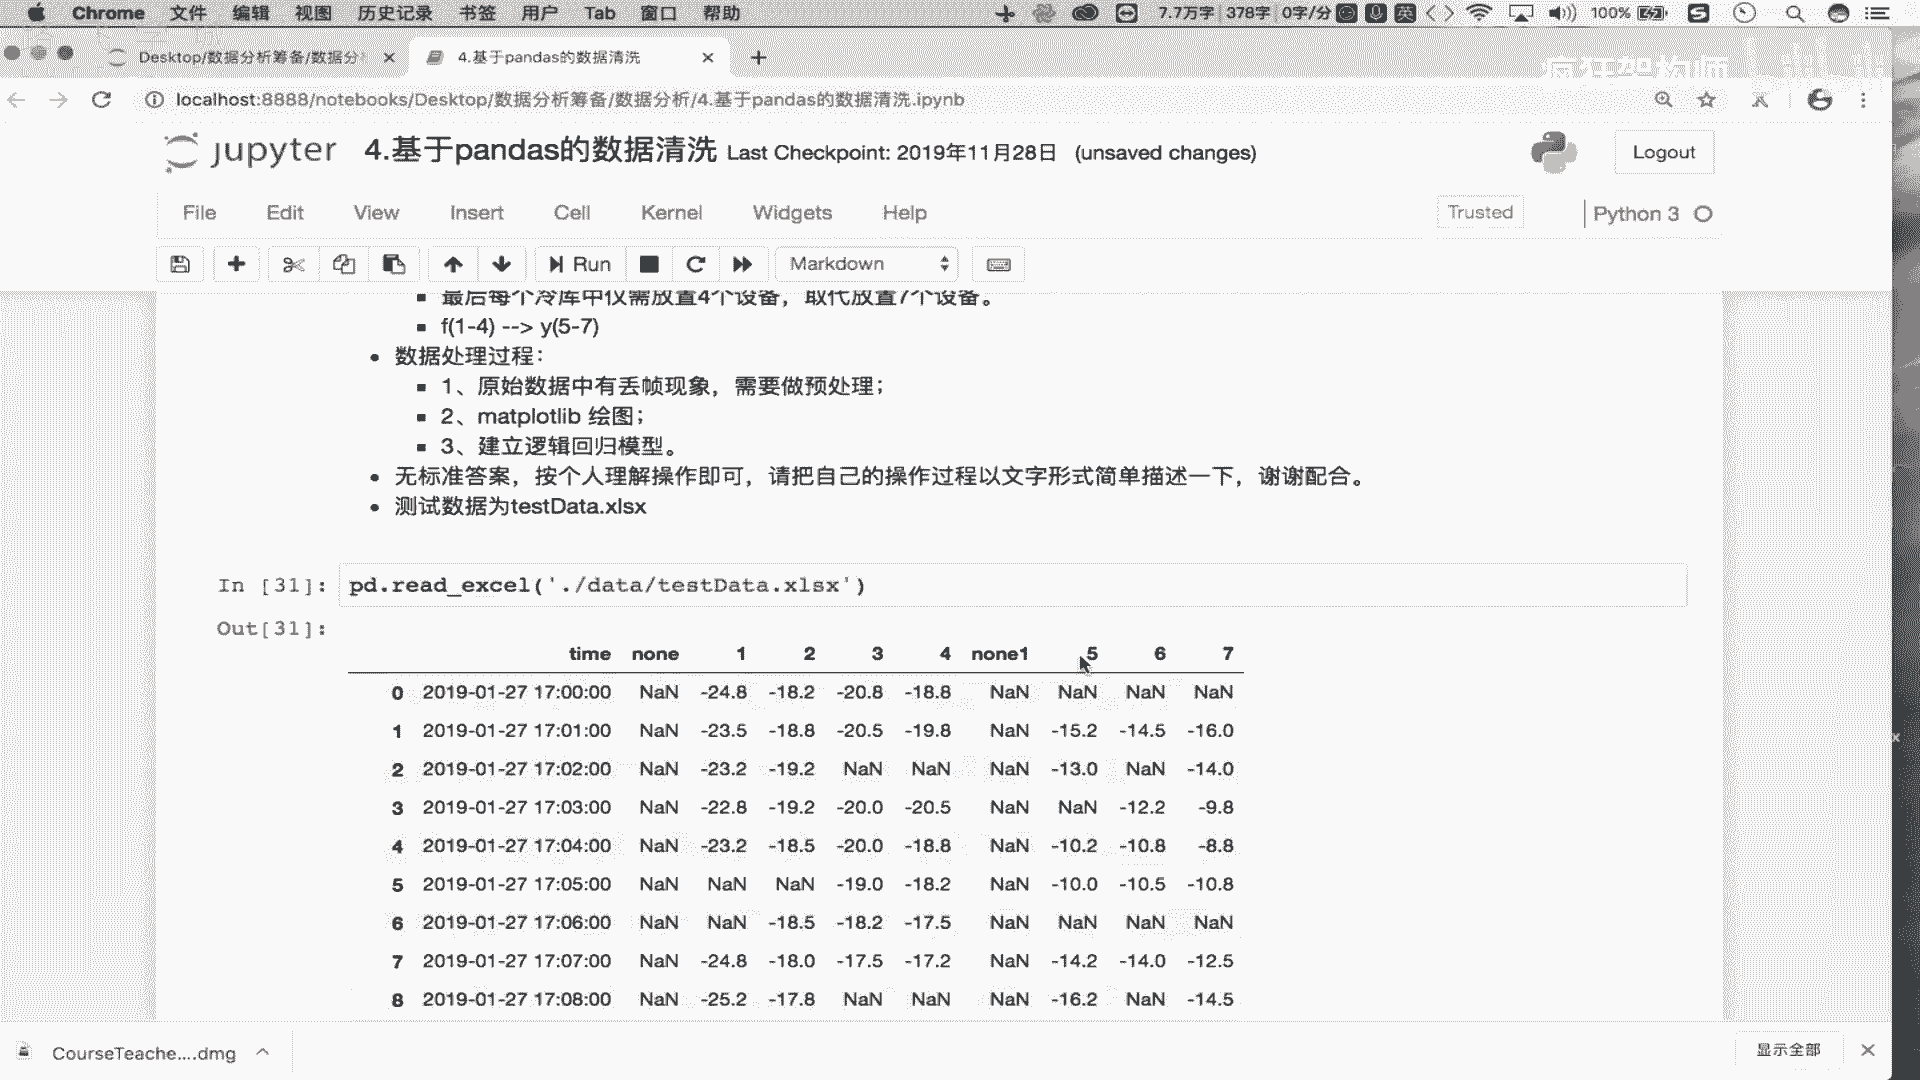 Chrome 文件 编辑 视图 历史记录 书签 用户 Tab 窗口 帮助 7.7万字 378字 0字/分 英 100%
Desktop/数据分析筹备/数据分 4.基于pandas的数据清洗
疯狂架构师
localhost:8888/notebooks/Desktop/数据分析筹备/数据分析/4.基于pandas的数据清洗.ipynb
jupyter 4.基于pandas的数据清洗 Last Checkpoint: 2019年11月28日 (unsaved changes) Logout
File Edit View Insert Cell Kernel Widgets Help Trusted Python 3
Run Markdown
最后每个冷库中仅需放置4个设备，取代放置7个设备。
f(1-4) --> y(5-7)
数据处理过程：
1、原始数据中有丢帧现象，需要做预处理；
2、matplotlib 绘图；
3、建立逻辑回归模型。
无标准答案，按个人理解操作即可，请把自己的操作过程以文字形式简单描述一下，谢谢配合。
测试数据为testData.xlsx
In [31]: pd.read_excel('./data/testData.xlsx')
Out[31]:
time none 1 2 3 4 none1 5 6 7
0 2019-01-27 17:00:00 NaN -24.8 -18.2 -20.8 -18.8 NaN NaN NaN NaN
1 2019-01-27 17:01:00 NaN -23.5 -18.8 -20.5 -19.8 NaN -15.2 -14.5 -16.0
2 2019-01-27 17:02:00 NaN -23.2 -19.2 NaN NaN NaN -13.0 NaN -14.0
3 2019-01-27 17:03:00 NaN -22.8 -19.2 -20.0 -20.5 NaN NaN -12.2 -9.8
4 2019-01-27 17:04:00 NaN -23.2 -18.5 -20.0 -18.8 NaN -10.2 -10.8 -8.8
5 2019-01-27 17:05:00 NaN NaN NaN -19.0 -18.2 NaN -10.0 -10.5 -10.8
6 2019-01-27 17:06:00 NaN NaN -18.5 -18.2 -17.5 NaN NaN NaN NaN
7 2019-01-27 17:07:00 NaN -24.8 -18.0 -17.5 -17.2 NaN -14.2 -14.0 -12.5
8 2019-01-27 17:08:00 NaN -25.2 -17.8 NaN NaN NaN -16.2 NaN -14.5
CourseTeache....dmg 显示全部